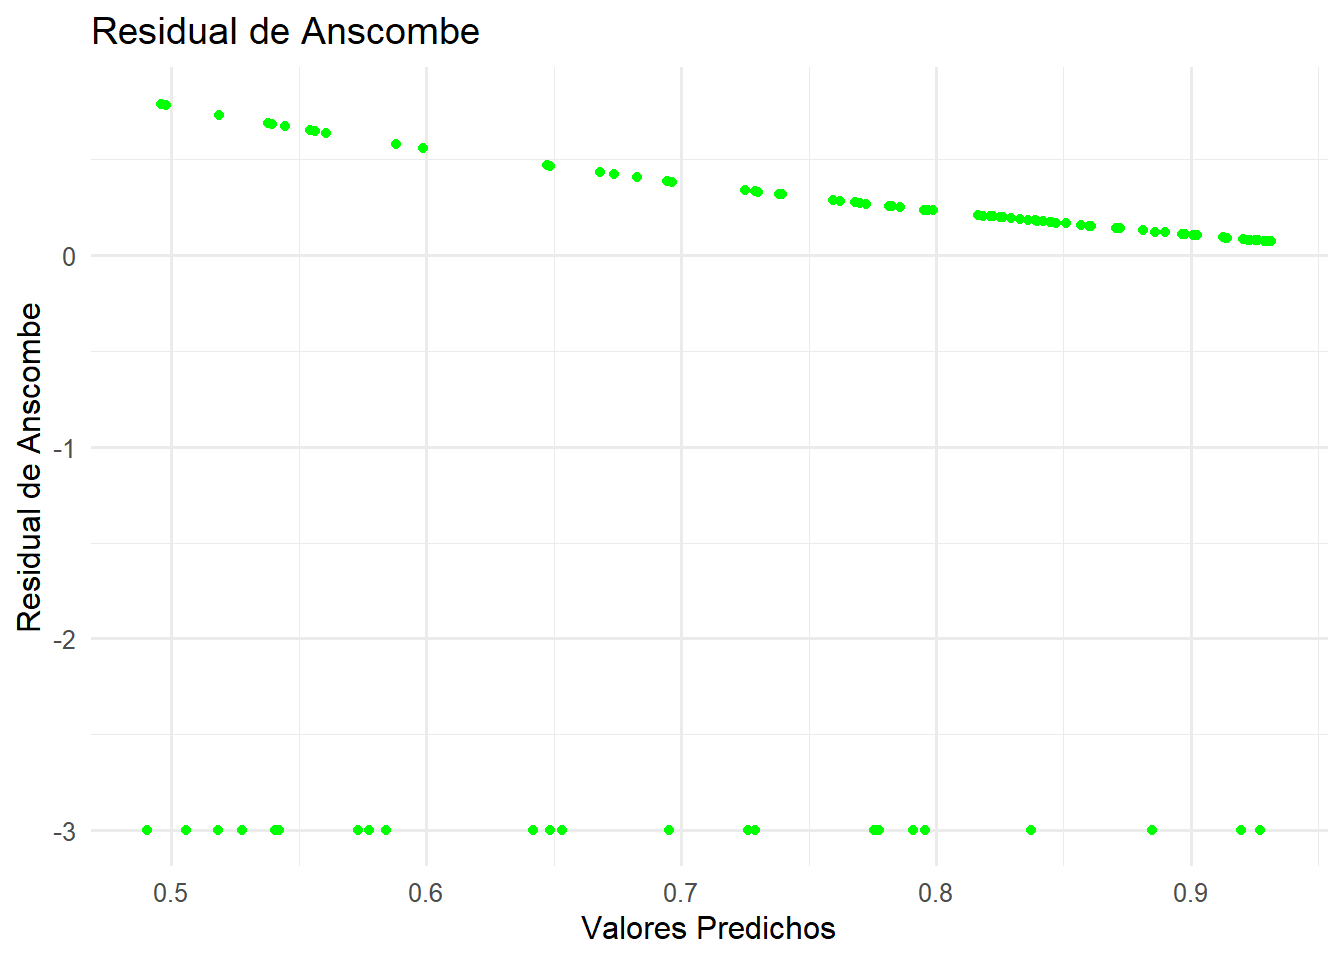 Residual de Anscombe
Residual de Anscombe
0
-1
-2
-3
0.5 0.6 0.7 0.8 0.9
Valores Predichos